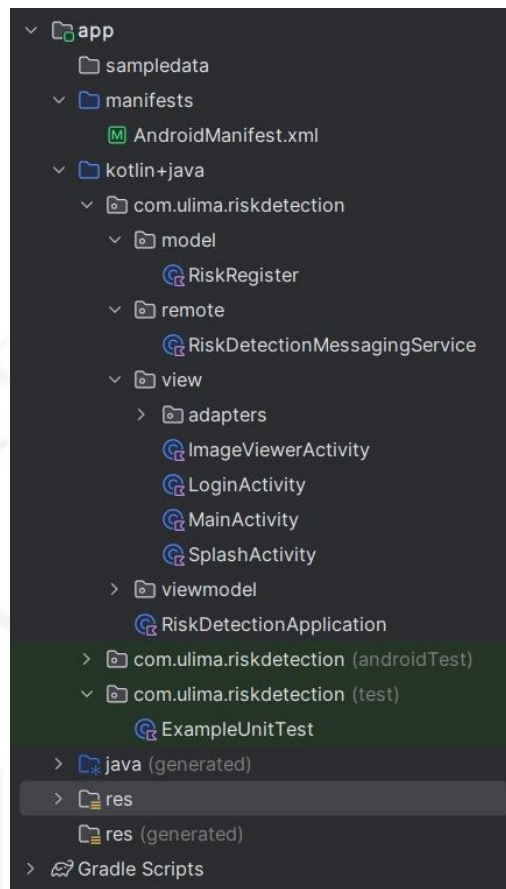 app
sampledata
manifests
AndroidManifest.xml
kotlin+java
com.ulima.riskdetection
model
RiskRegister
remote
RiskDetectionMessagingService
view
adapters
ImageViewerActivity
LoginActivity
MainActivity
SplashActivity
viewmodel
RiskDetectionApplication
com.ulima.riskdetection (androidTest)
com.ulima.riskdetection (test)
ExampleUnitTest
java (generated)
res
res (generated)
Gradle Scripts